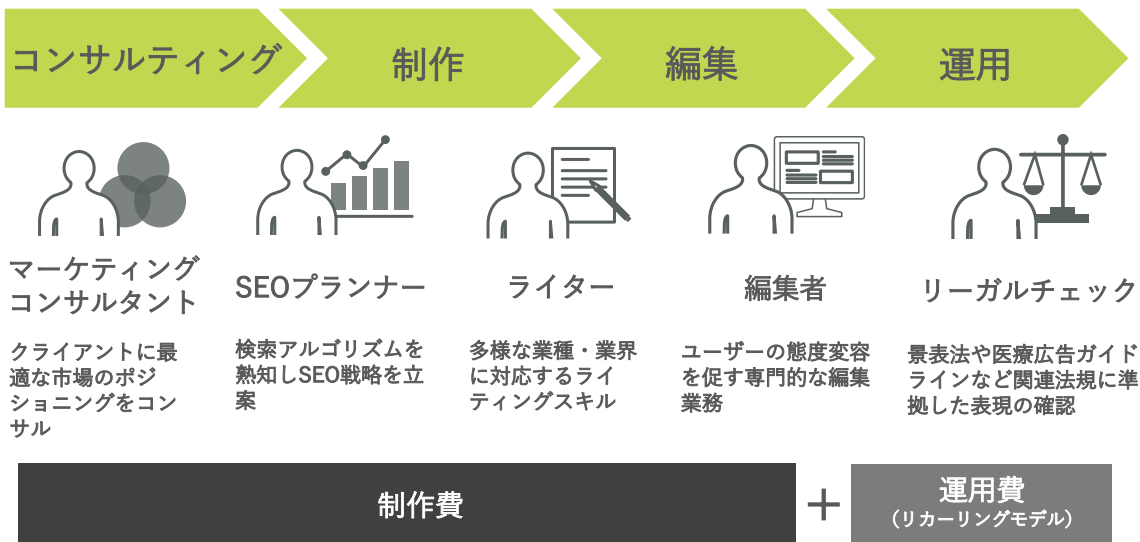 コンサルティング
制作
編集
運用
マーケティング
コンサルタント
SEOプランナー
ライター
編集者
リーガルチェック
クライアントに最
適な市場のポジ
ショニングをコン
サル
検索アルゴリズムを
熟知しSEO戦略を立
案
多様な業種・業界
に対応するライ
ティングスキル
ユーザーの態度変容
を促す専門的な編集
業務
景表法や医療広告ガイド
ラインなど関連法規に準
拠した表現の確認
制作費
+
運用費
（リカーリングモデル）